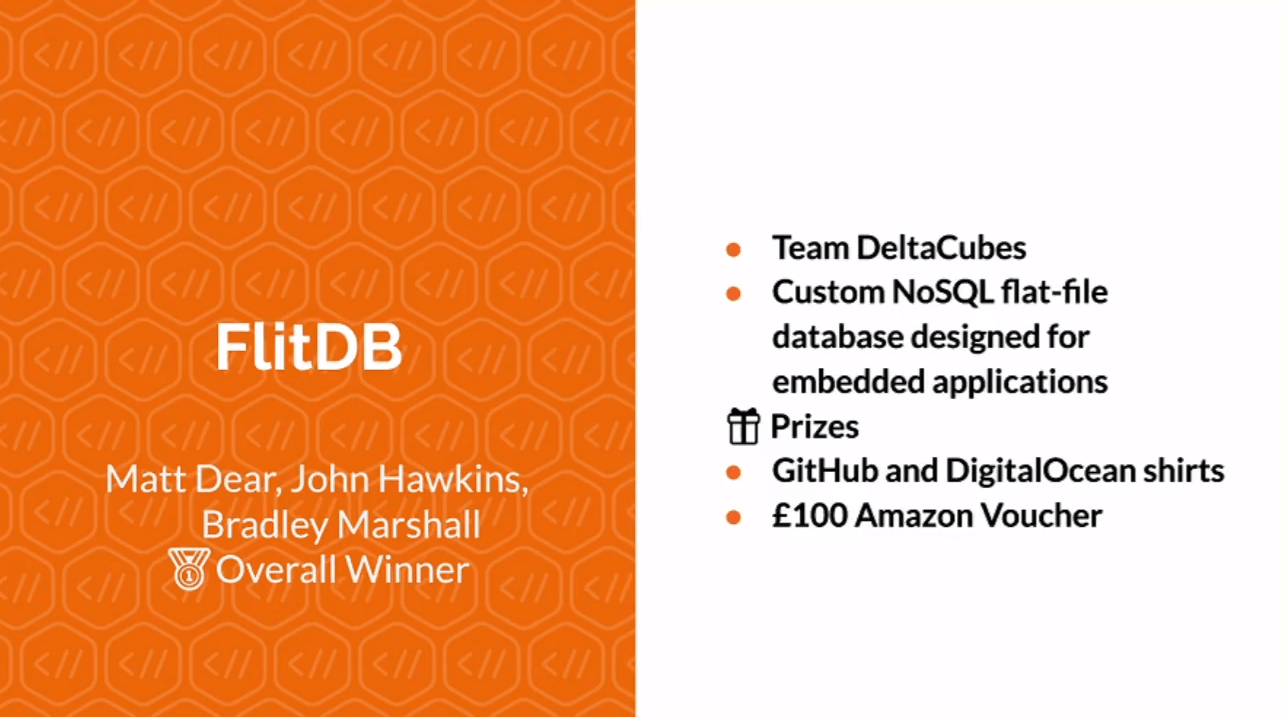 FlitDB
Matt Dear, John Hawkins,
Bradley Marshall
Overall Winner
Team DeltaCubes
Custom NoSQL flat-file
database designed for
embedded applications
Prizes
GitHub and DigitalOcean shirts
£100 Amazon Voucher